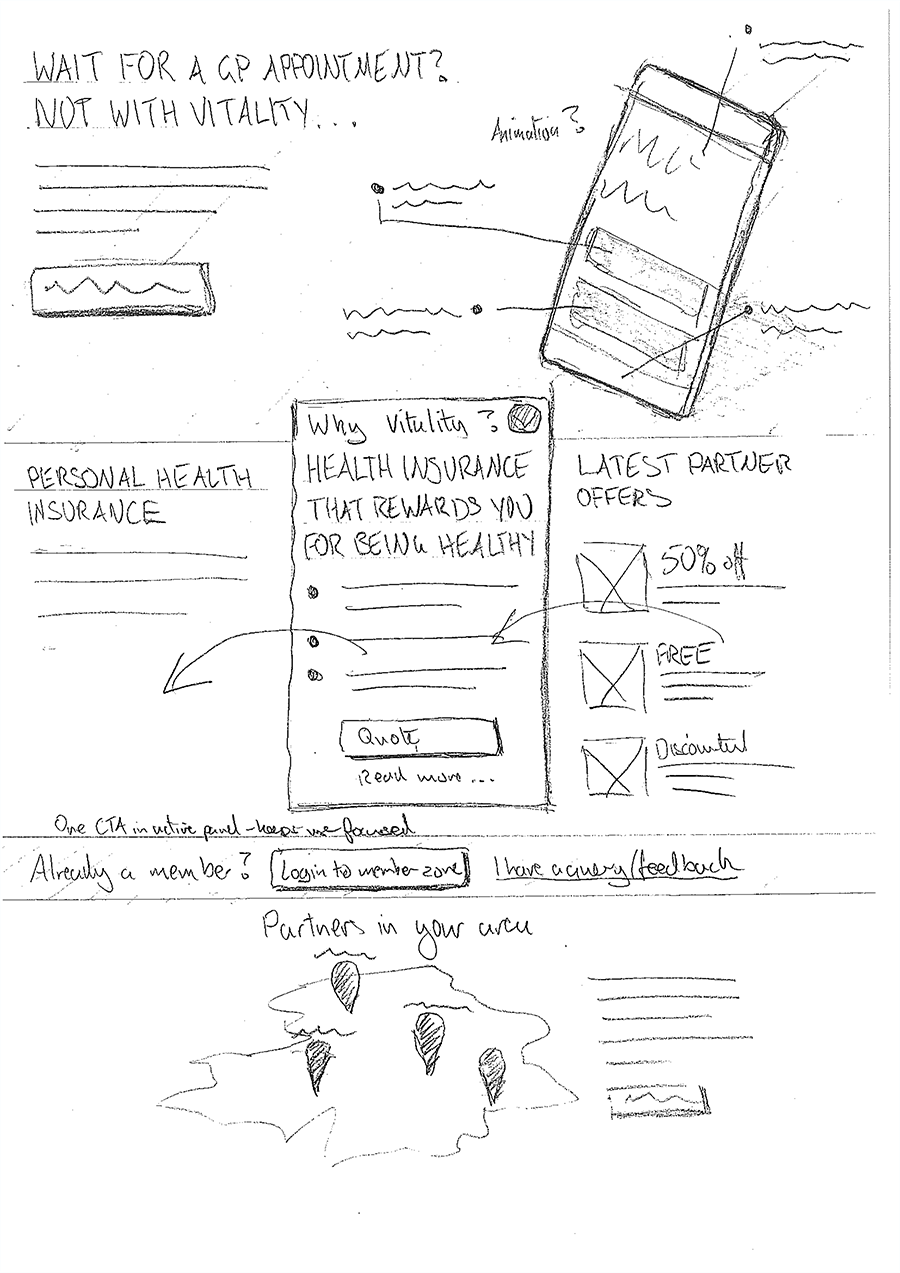 WAIT FOR A GP APPOINTMENT?
NOT WITH VITALITY...
Animation?
Why Vitality?
HEALTH INSURANCE
THAT REWARDS YOU
FOR BEING HEALTHY
Quote
Read more...
PERSONAL HEALTH
INSURANCE
LATEST PARTNER
OFFERS
50% off
FREE
Discounted
One CTA in active panel - keeps user focused
Already a member?
Login to member zone
I have a query/feedback
Partners in your area